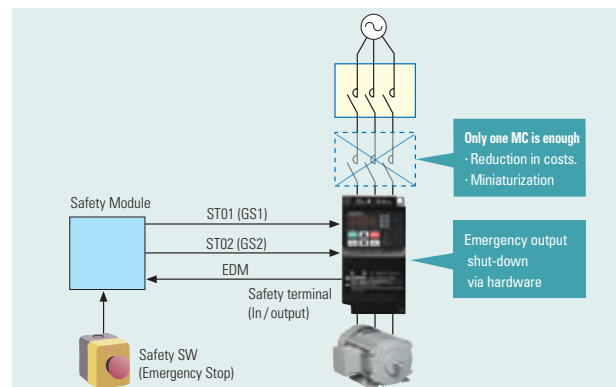 Only one MC is enough
· Reduction in costs.
· Miniaturization
Safety Module
ST01 (GS1)
ST02 (GS2)
EDM
Safety terminal
(In / output)
Emergency output
shut-down
via hardware
Safety SW
(Emergency Stop)